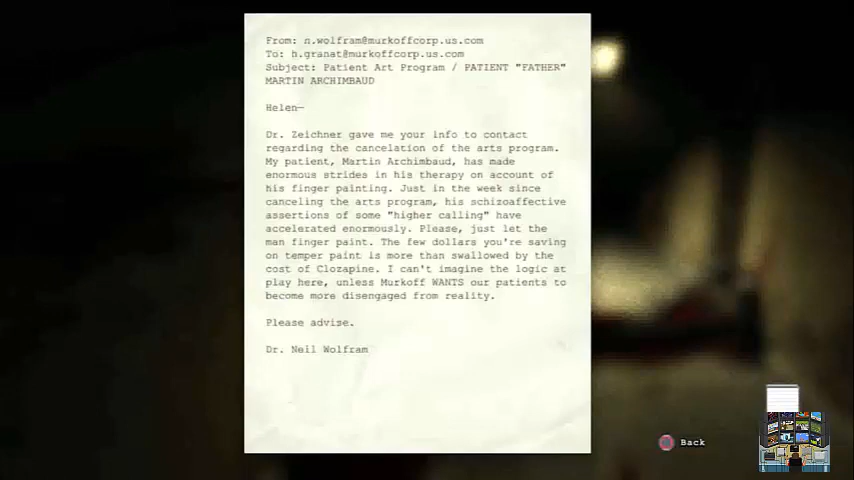 From: n.wolfram@murkoffcorp.us.com
To: h.granat@murkoffcorp.us.com
Subject: Patient Art Program / PATIENT "FATHER"
MARTIN ARCHIMBAUD
Helen—
Dr. Zeichner gave me your info to contact
regarding the cancelation of the arts program.
My patient, Martin Archimbaud, has made
enormous strides in his therapy on account of
his finger painting. Just in the week since
canceling the arts program, his schizoaffective
assertions of some "higher calling" have
accelerated enormously. Please, just let the
man finger paint. The few dollars you're saving
on temper paint is more than swallowed by the
cost of Clozapine. I can't imagine the logic at
play here, unless Murkoff WANTS our patients to
become more disengaged from reality.
Please advise.
Dr. Neil Wolfram
Back